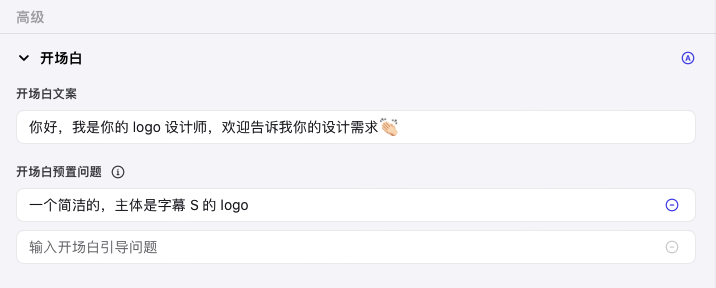 高级
开场白
A
开场白文案
你好，我是你的 logo 设计师，欢迎告诉我你的设计需求👏🏻
开场白预置问题
一个简洁的，主体是字幕 S 的 logo
输入开场白引导问题